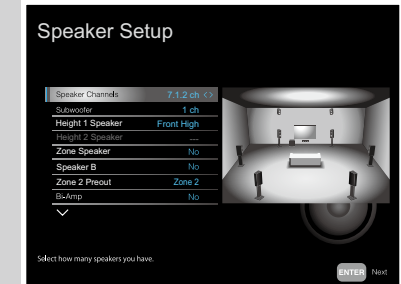 Speaker Setup
Speaker Channels 7.1.2 ch < >
Subwoofer 1 ch
Height 1 Speaker Front High
Height 2 Speaker ---
Zone Speaker No
Speaker B No
Zone 2 Preout Zone 2
Bi-Amp No
Select how many speakers you have.
ENTER Next